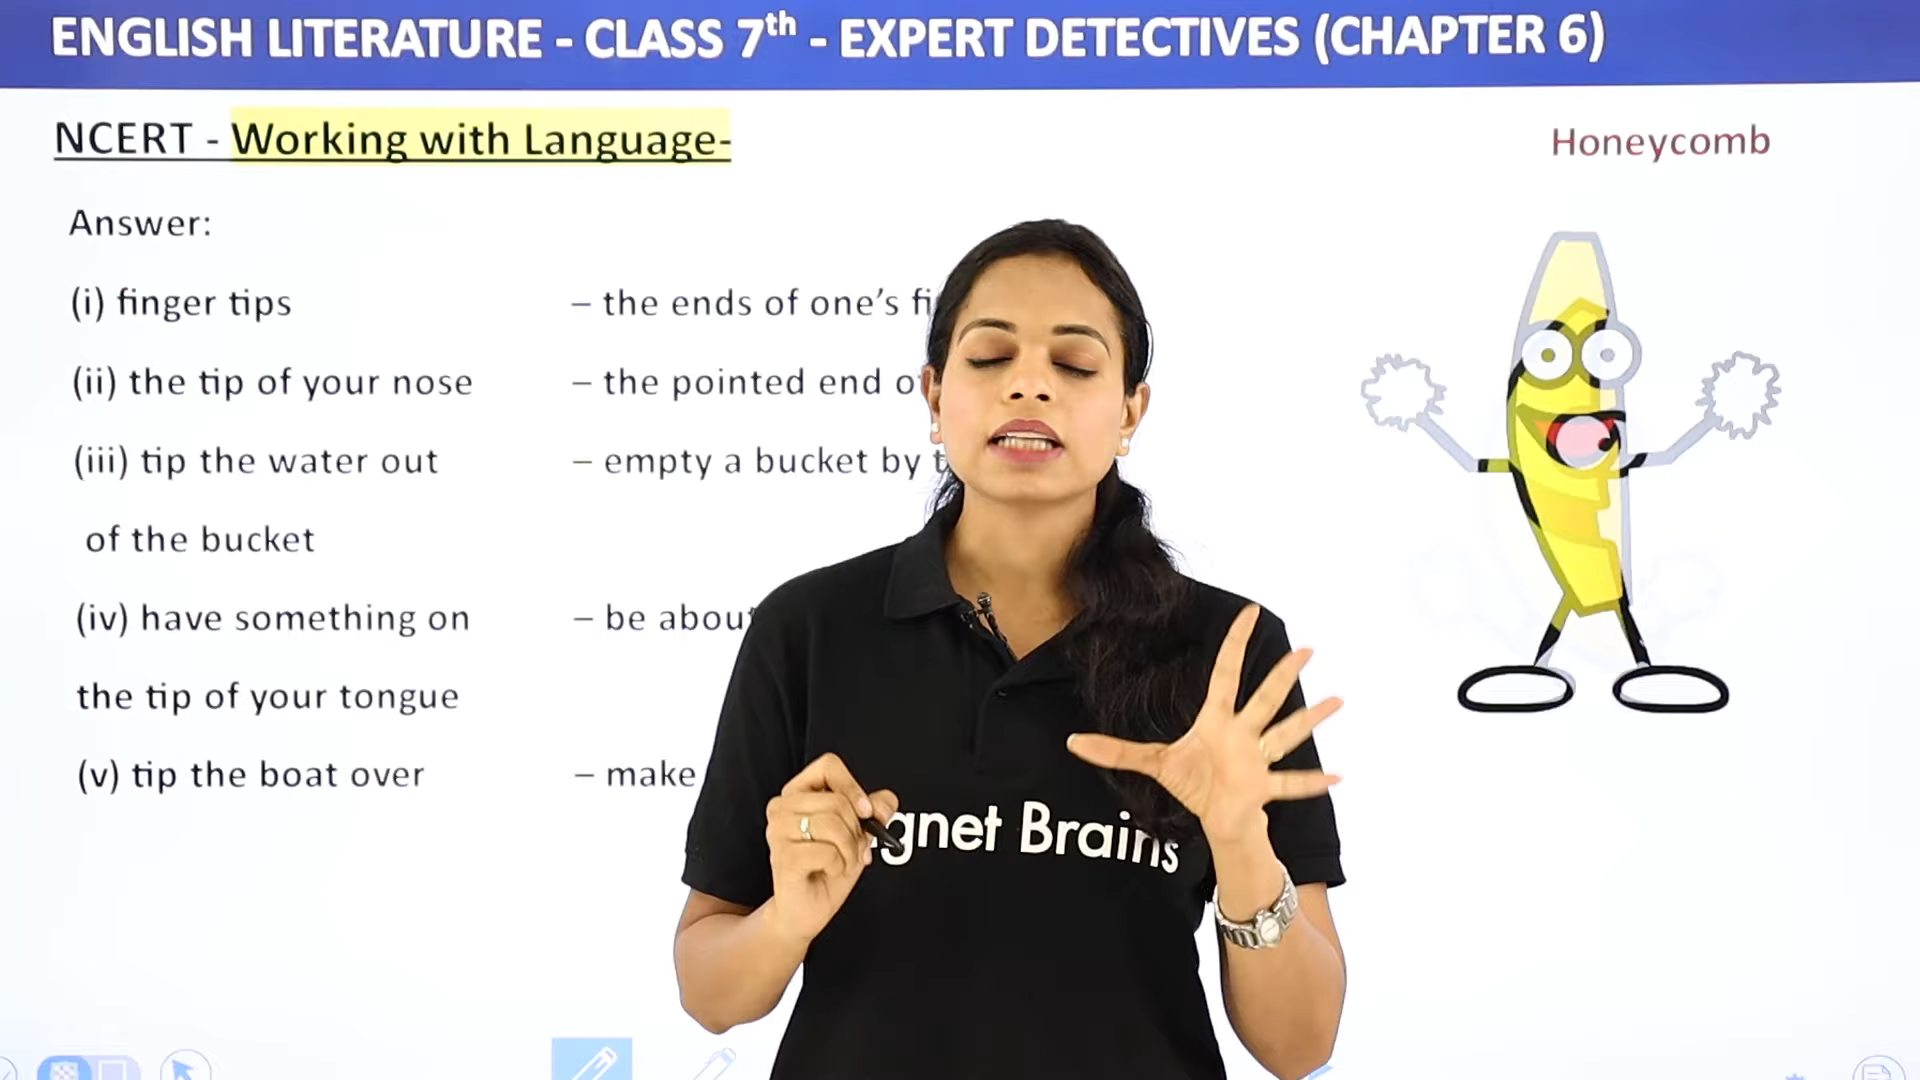 ENGLISH LITERATURE - CLASS 7th - EXPERT DETECTIVES (CHAPTER 6)
NCERT - Working with Language-
Honeycomb
Answer:
(i) finger tips – the ends of one's
(ii) the tip of your nose – the pointed end
(iii) tip the water out – empty a bucket by
of the bucket
(iv) have something on – be about
the tip of your tongue
(v) tip the boat over – make
gnet Brains